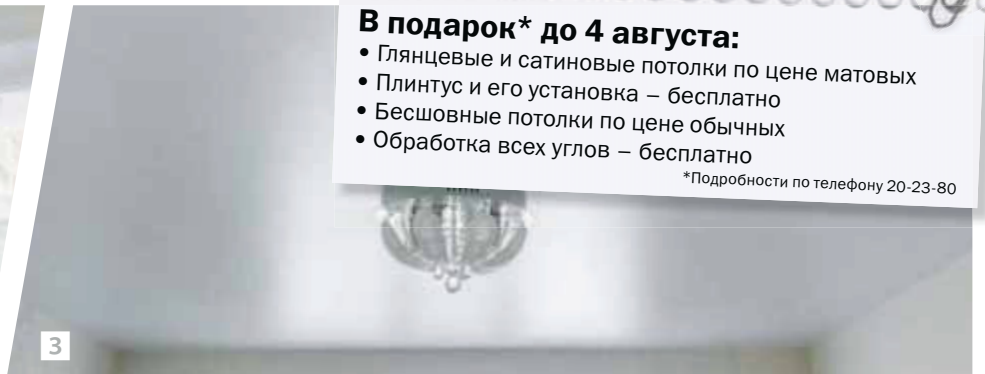 В подарок* до 4 августа:
• Глянцевые и сатиновые потолки по цене матовых
• Плинтус и его установка – бесплатно
• Бесшовные потолки по цене обычных
• Обработка всех углов – бесплатно
*Подробности по телефону 20-23-80
3